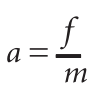 a = f/m